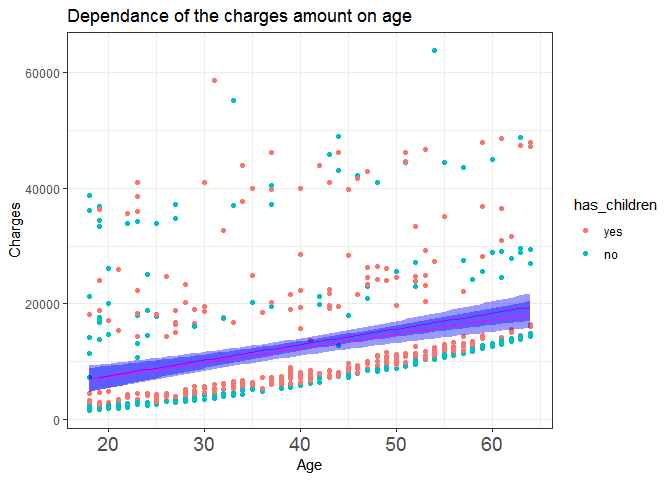 Dependance of the charges amount on age
60000
40000
20000
0
Charges
20 30 40 50 60
Age
has_children
yes
no